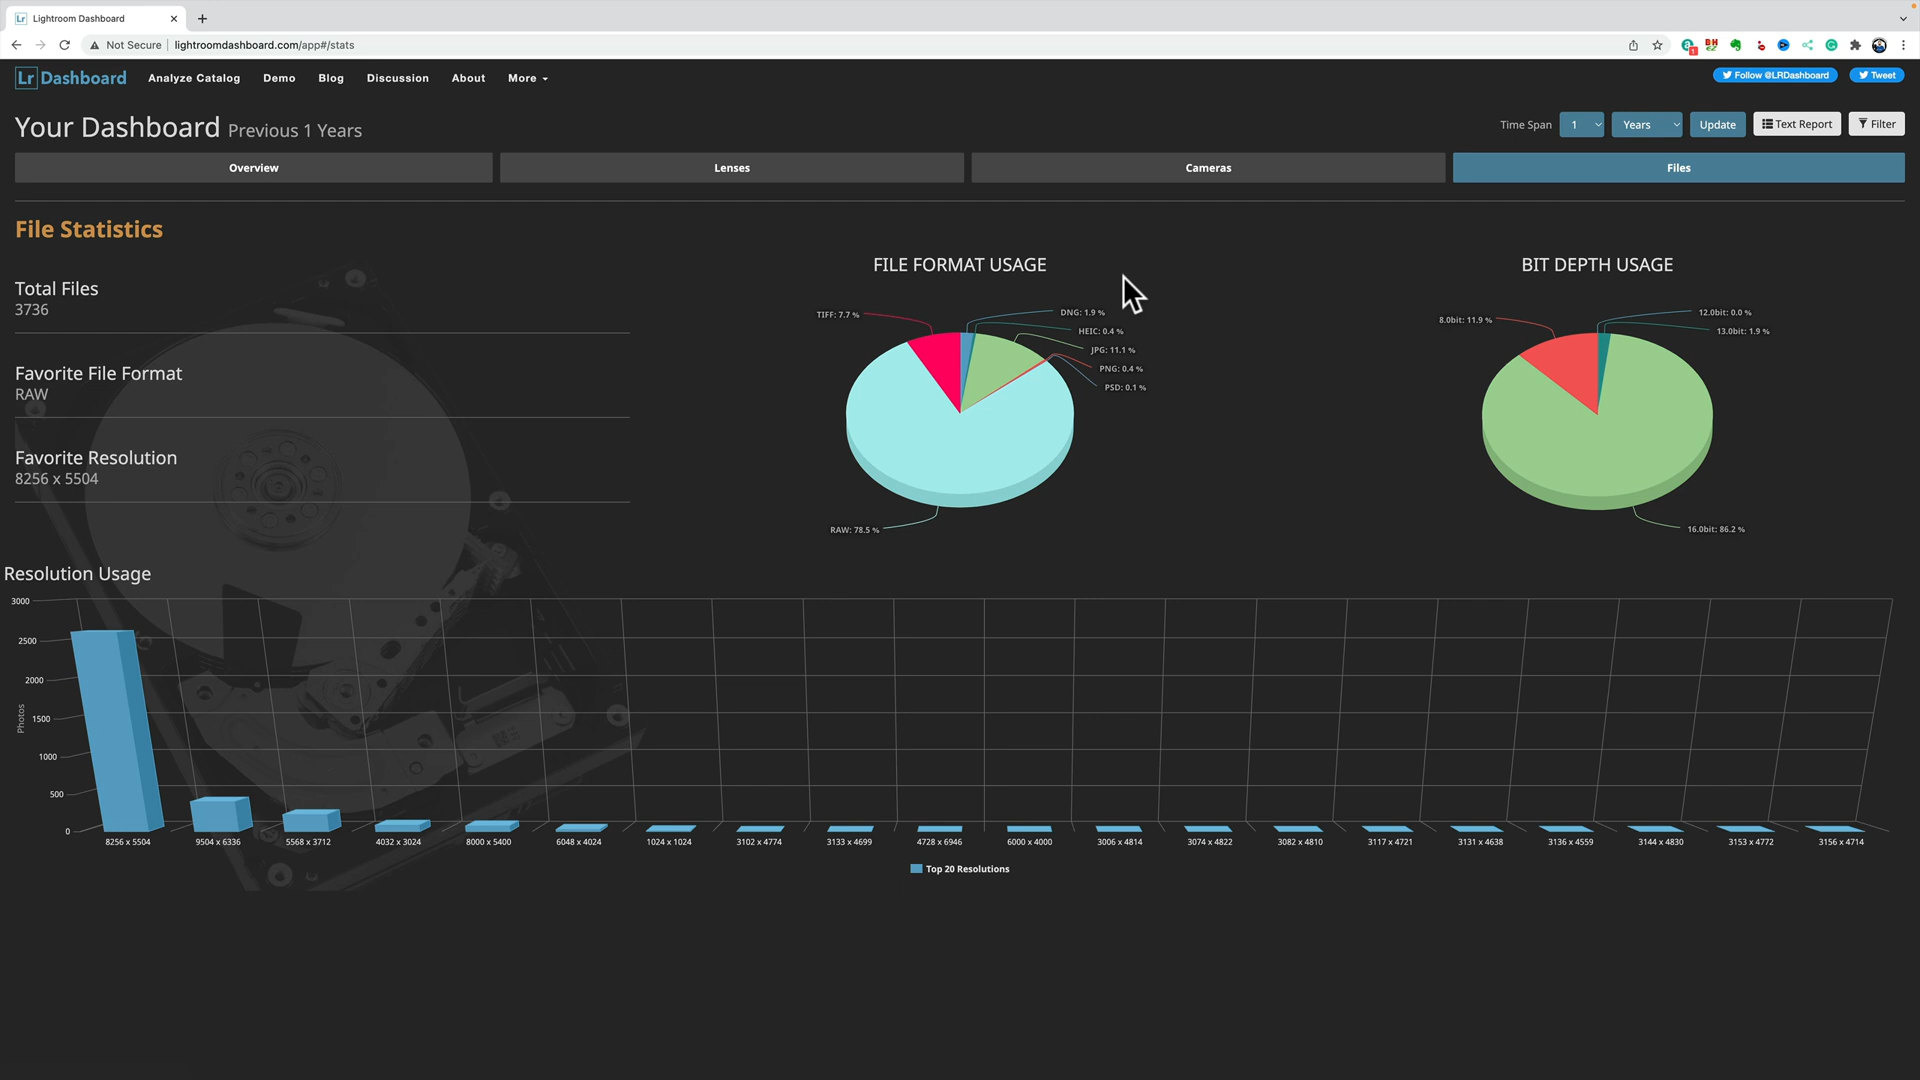 Lr Lightroom Dashboard
Not Secure | lightroomdashboard.com/app#/stats
Lr Dashboard Analyze Catalog Demo Blog Discussion About More Follow @LRDashboard Tweet
Your Dashboard Previous 1 Years Time Span 1 Years Update Text Report Filter
Overview Lenses Cameras Files
File Statistics
Total Files
3736
Favorite File Format
RAW
Favorite Resolution
8256 x 5504
FILE FORMAT USAGE
TIFF: 7.7 %
DNG: 1.9 %
HEIC: 0.4 %
JPG: 11.1 %
PNG: 0.4 %
PSD: 0.1 %
RAW: 78.5 %
BIT DEPTH USAGE
8.0bit: 11.9 %
12.0bit: 0.0 %
13.0bit: 1.9 %
16.0bit: 86.2 %
Resolution Usage
3000
2500
2000
1500
1000
500
0
Photos
8256 x 5504 9504 x 6336 5568 x 3712 4032 x 3024 8000 x 5400 6048 x 4024 1024 x 1024 3102 x 4774 3133 x 4699 4728 x 6946 6000 x 4000 3006 x 4814 3074 x 4822 3082 x 4810 3117 x 4721 3131 x 4638 3136 x 4559 3144 x 4830 3153 x 4772 3156 x 4714
Top 20 Resolutions